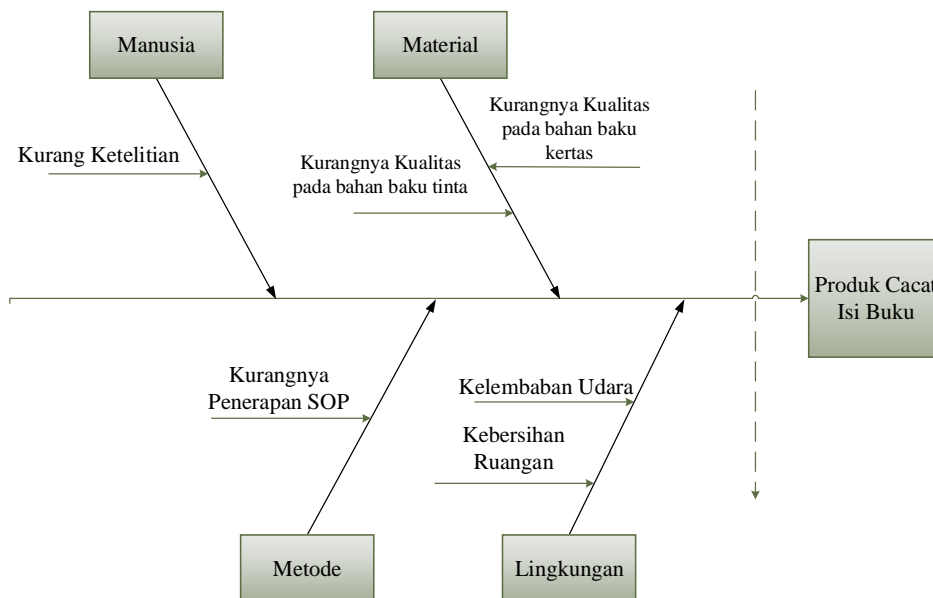 Manusia
Material
Kurangnya Kualitas
pada bahan baku
kertas
Kurang Ketelitian
Kurangnya Kualitas
pada bahan baku tinta
Produk Cacat
Isi Buku
Kurangnya
Penerapan SOP
Kelembaban Udara
Kebersihan
Ruangan
Metode
Lingkungan